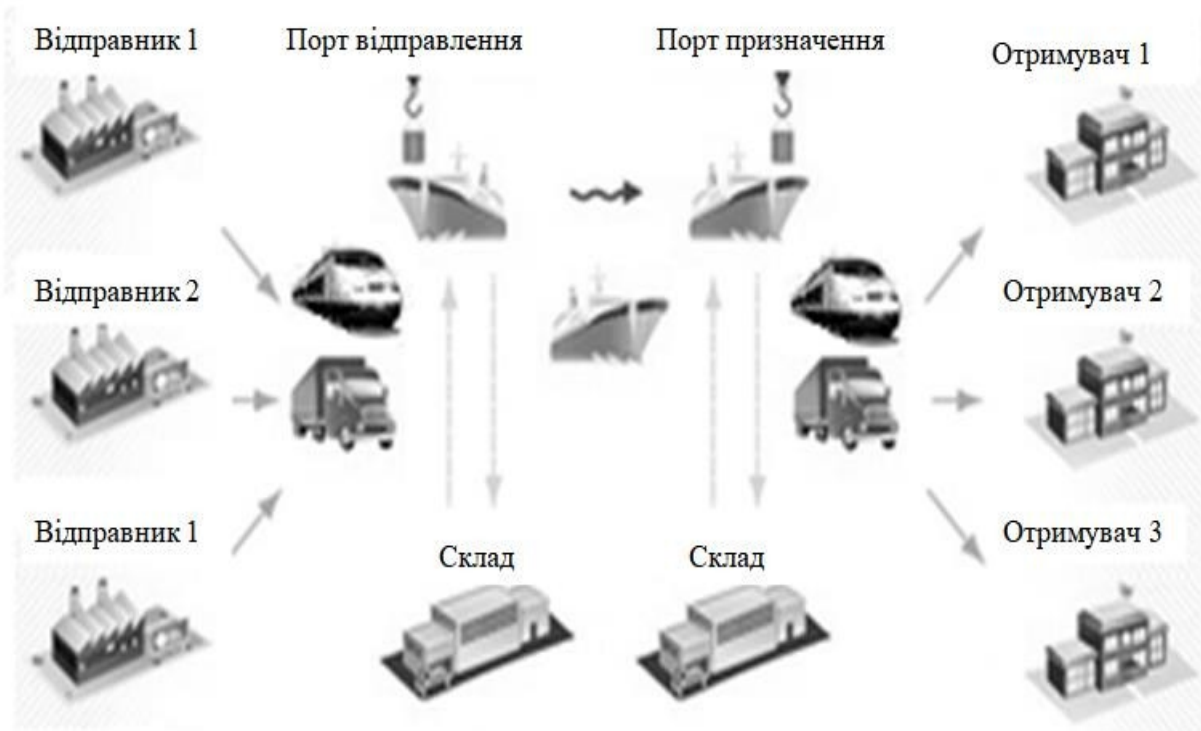 Відправник 1
Порт відправлення
Порт призначення
Отримувач 1
Відправник 2
Отримувач 2
Відправник 1
Отримувач 3
Склад
Склад